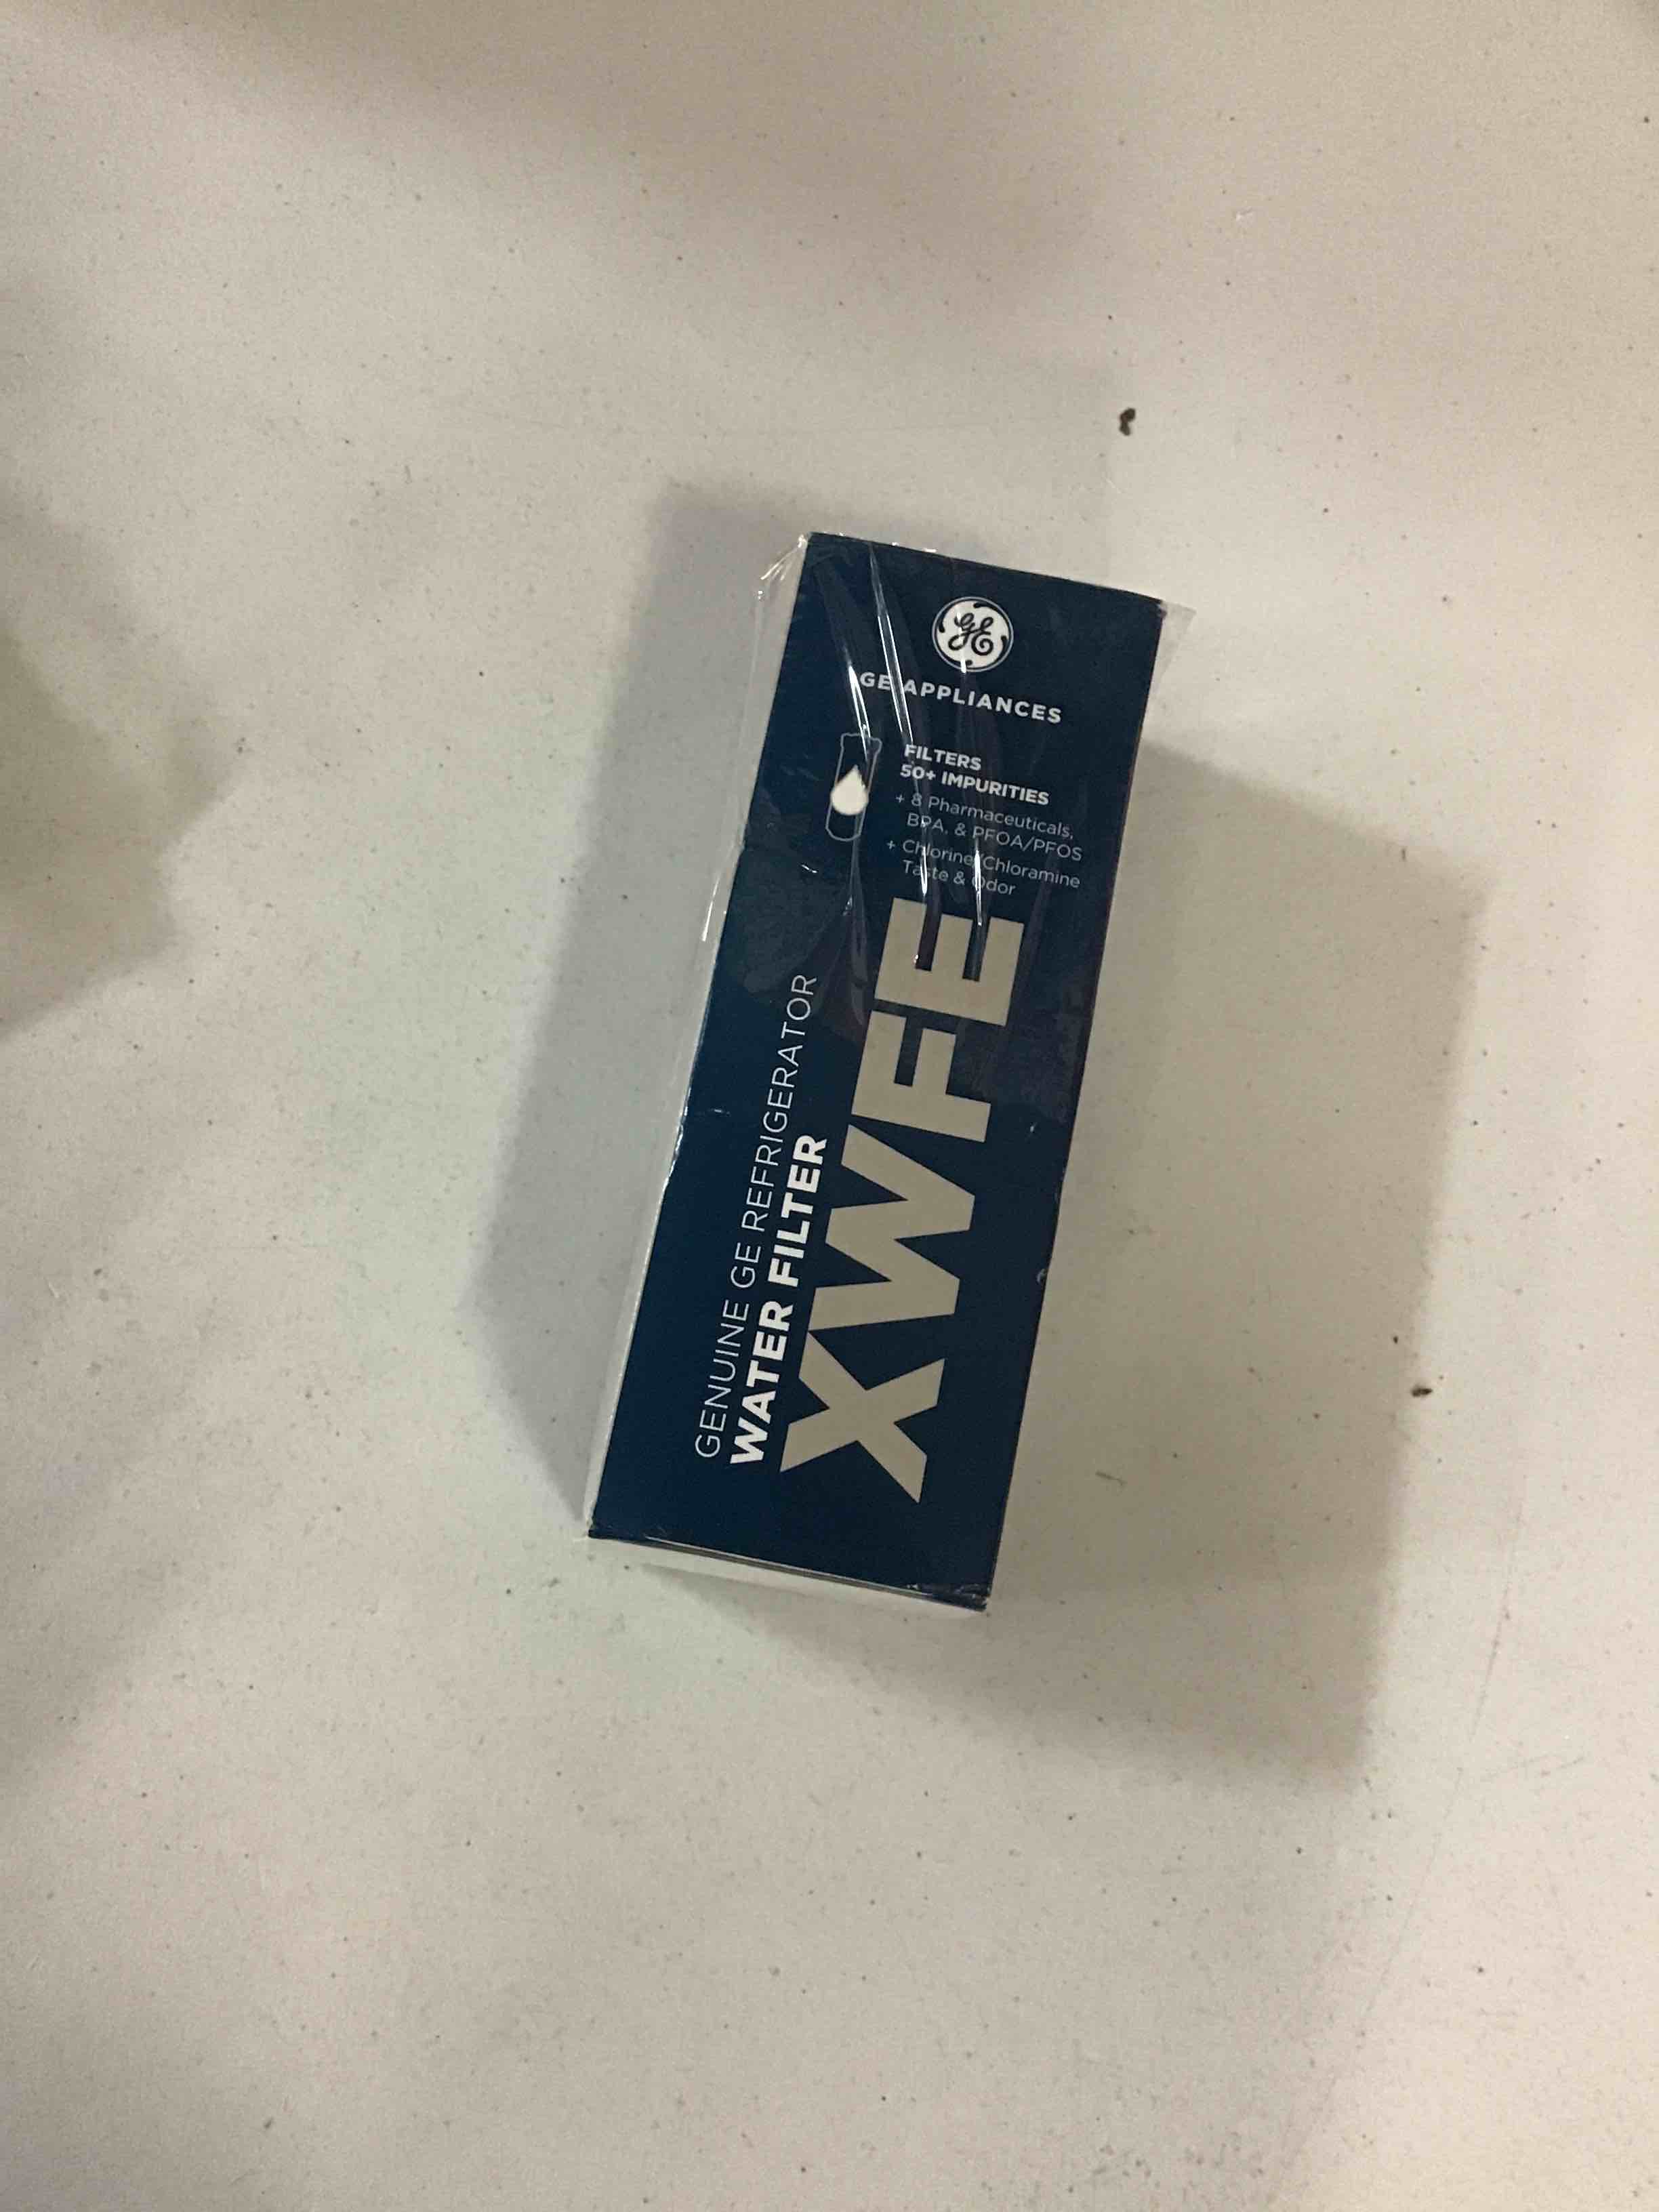 GE
GE APPLIANCES
FILTERS
50+ IMPURITIES
+ 8 Pharmaceuticals,
BPA, & PFOA/PFOS
+ Chlorine/Chloramine
Taste & Odor
GENUINE GE REFRIGERATOR
WATER FILTER
XWFE